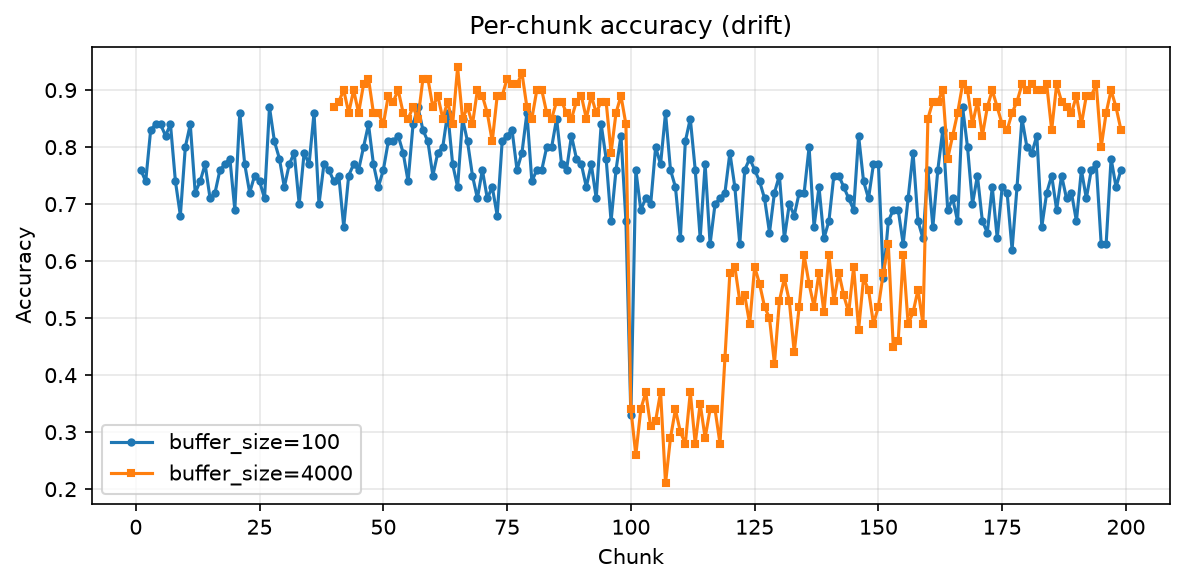 Per-chunk accuracy (drift)
Accuracy
0.9
0.8
0.7
0.6
0.5
0.4
0.3
0.2
buffer_size=100
buffer_size=4000
0 25 50 75 100 125 150 175 200
Chunk